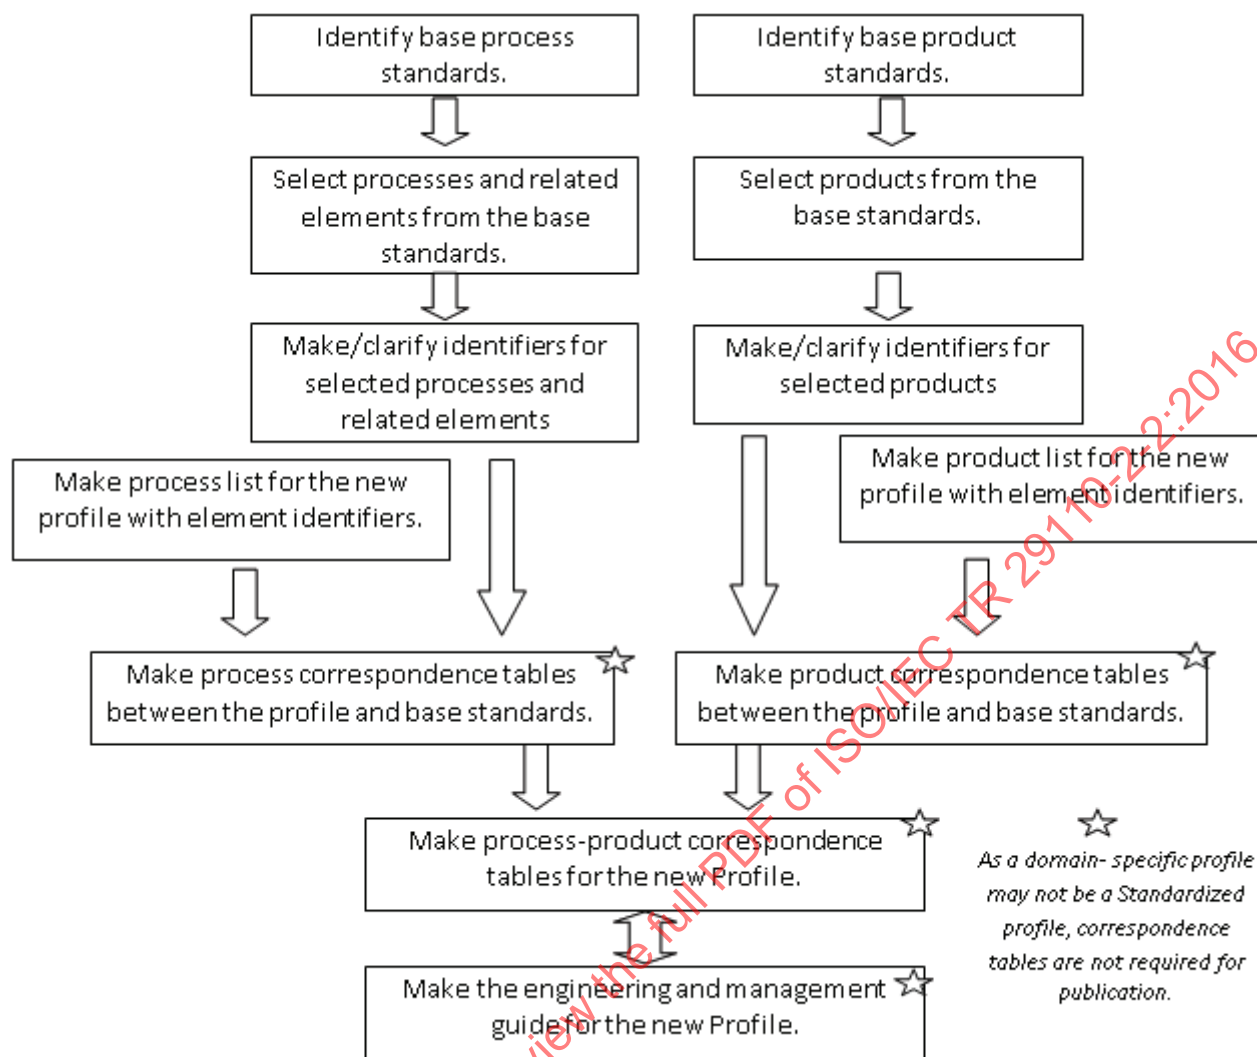 Identify base process
standards.
Identify base product
standards.
Select processes and related
elements from the base
standards.
Select products from the
base standards.
Make/clarify identifiers for
selected processes and
related elements
Make/clarify identifiers for
selected products
Make process list for the new
profile with element identifiers.
Make product list for the new
profile with element identifiers.
Make process correspondence tables
between the profile and base standards.
Make product correspondence tables
between the profile and base standards.
Make process-product correspondence
tables for the new Profile.
As a domain- specific profile
may not be a Standardized
profile, correspondence
tables are not required for
publication.
Make the engineering and management
guide for the new Profile.
view the full PDF of ISO/IEC TR 29110-2-2:2016